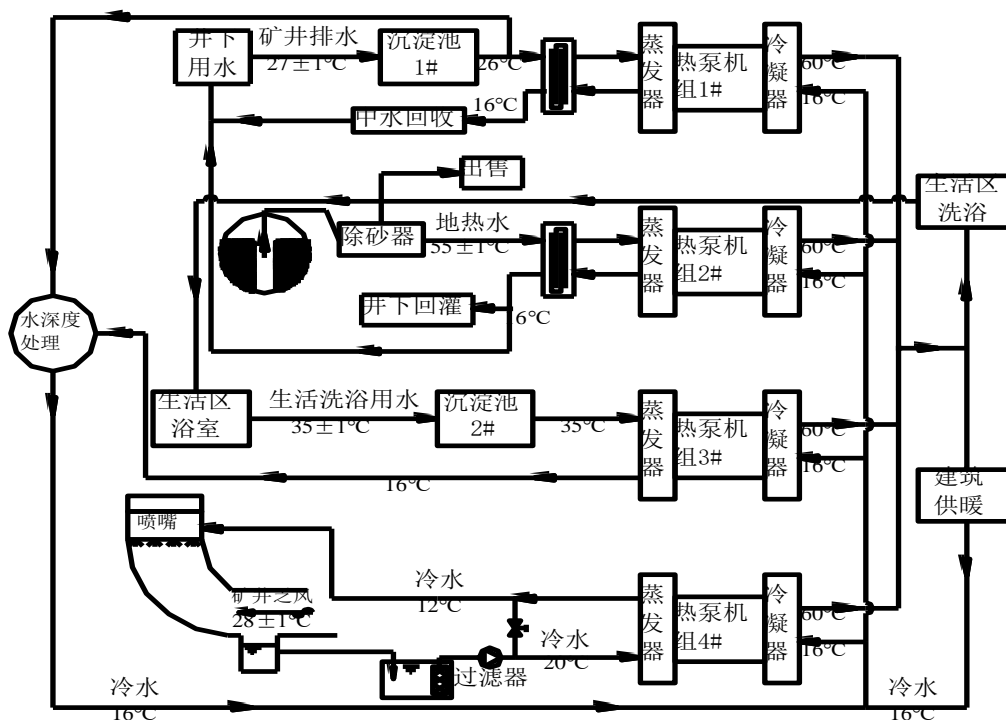 井下
用水
矿井排水
27±1℃
沉淀池
1#
26℃
蒸发器
热泵机
组1#
冷凝器
60℃
16℃
16℃
中水回收
出售
生活区
洗浴
除砂器
地热水
55±1℃
蒸发器
热泵机
组2#
冷凝器
60℃
16℃
井下回灌
6℃
水深度
处理
生活区
浴室
生活洗浴用水
35±1℃
沉淀池
2#
35℃
蒸发器
热泵机
组3#
冷凝器
60℃
16℃
16℃
建筑
供暖
喷嘴
矿井乏风
28±1℃
冷水
12℃
冷水
20℃
过滤器
蒸发器
热泵机
组4#
冷凝器
60℃
16℃
冷水
16℃
冷水
16℃